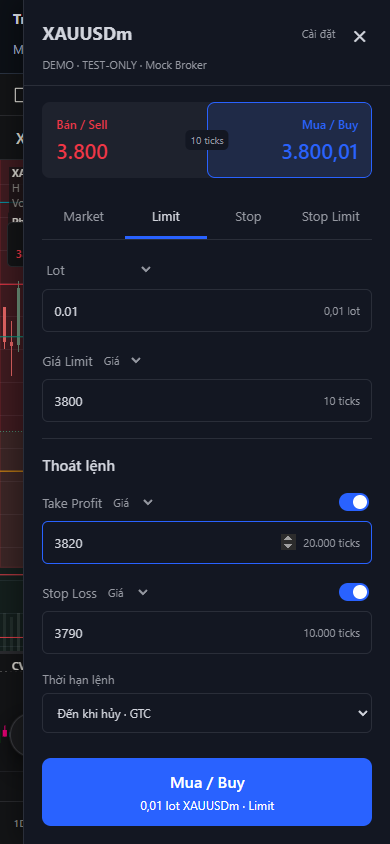 XAUUSDm
Cài đặt
DEMO · TEST-ONLY · Mock Broker
Bán / Sell
3.800
10 ticks
Mua / Buy
3.800,01
Market
Limit
Stop
Stop Limit
Lot
0.01
0,01 lot
Giá Limit
Giá
3800
10 ticks
Thoát lệnh
Take Profit
Giá
3820
20.000 ticks
Stop Loss
Giá
3790
10.000 ticks
Thời hạn lệnh
Đến khi hủy · GTC
Mua / Buy
0,01 lot XAUUSDm · Limit